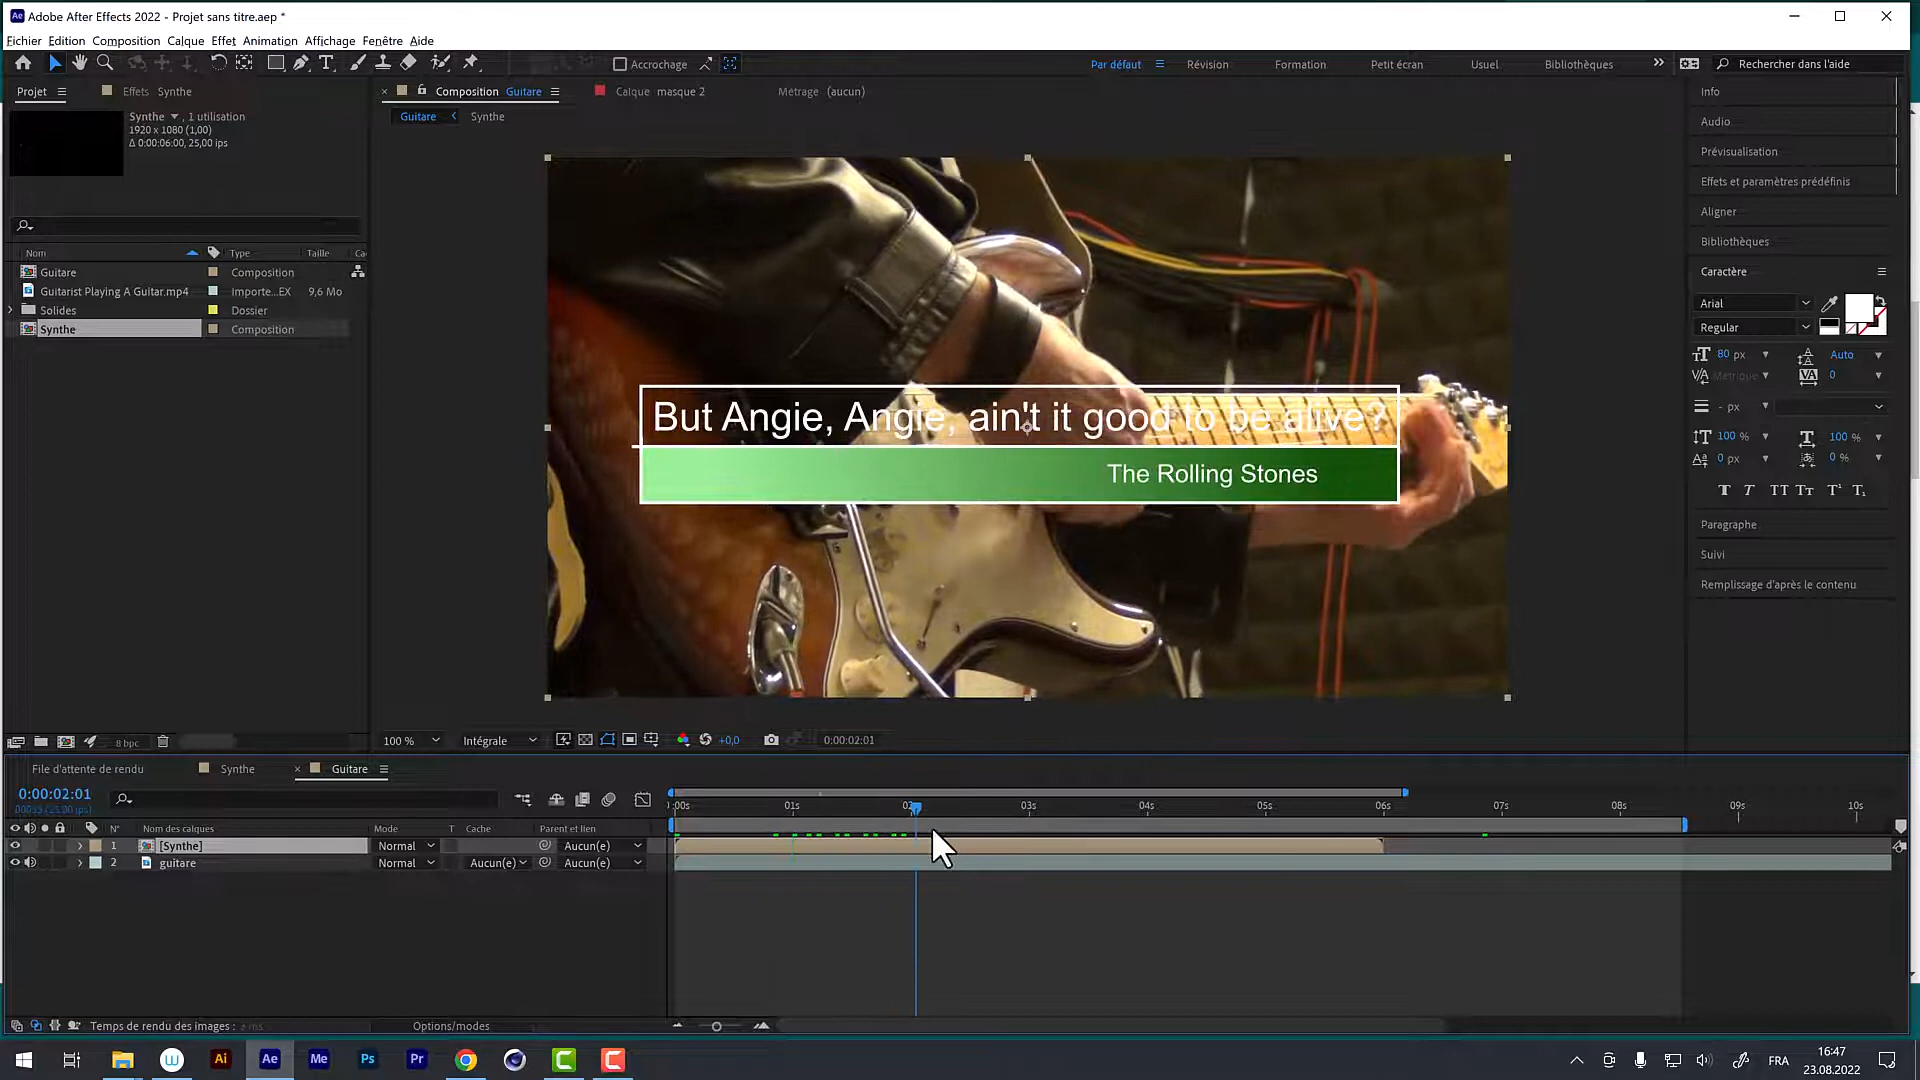 Adobe After Effects 2022 - Projet sans titre.aep *
Fichier Edition Composition Calque Effet Animation Affichage Fenêtre Aide
Accrochage
Par défaut Révision Formation Petit écran Usuel Bibliothèques
Rechercher dans l'aide
Projet Effets Synthe
Composition Guitare Calque masque 2 Métrage (aucun)
Guitare Synthe
Synthe , 1 utilisation
1920 x 1080 (1,00)
Δ 0:00:06:00, 25,00 ips
Nom Type Taille Ca
Guitare Composition
Guitarist Playing A Guitar.mp4 Importe...EX 9,6 Mo
Solides Dossier
Synthe Composition
But Angie, Angie, ain't it good to be alive?
The Rolling Stones
Info
Audio
Prévisualisation
Effets et paramètres prédéfinis
Aligner
Bibliothèques
Caractère
Arial
Regular
80 px Auto
Métrique 0
- px
100 % 100 %
0 px 0 %
Paragraphe
Suivi
Remplissage d'après le contenu
8 bpc
100 % Intégrale +0,0 0:00:02:01
File d'attente de rendu Synthe Guitare
0:00:02:01
:00s 01s 02 03s 04s 05s 06s 07s 08s 09s 10s
N° Nom des calques Mode T Cache Parent et lien
1 [Synthe] Normal Aucun(e)
2 guitare Normal Aucun(e) Aucun(e)
Temps de rendu des images : Options/modes
Ai Ae Me Ps Pr
FRA 16:47
23.08.2022